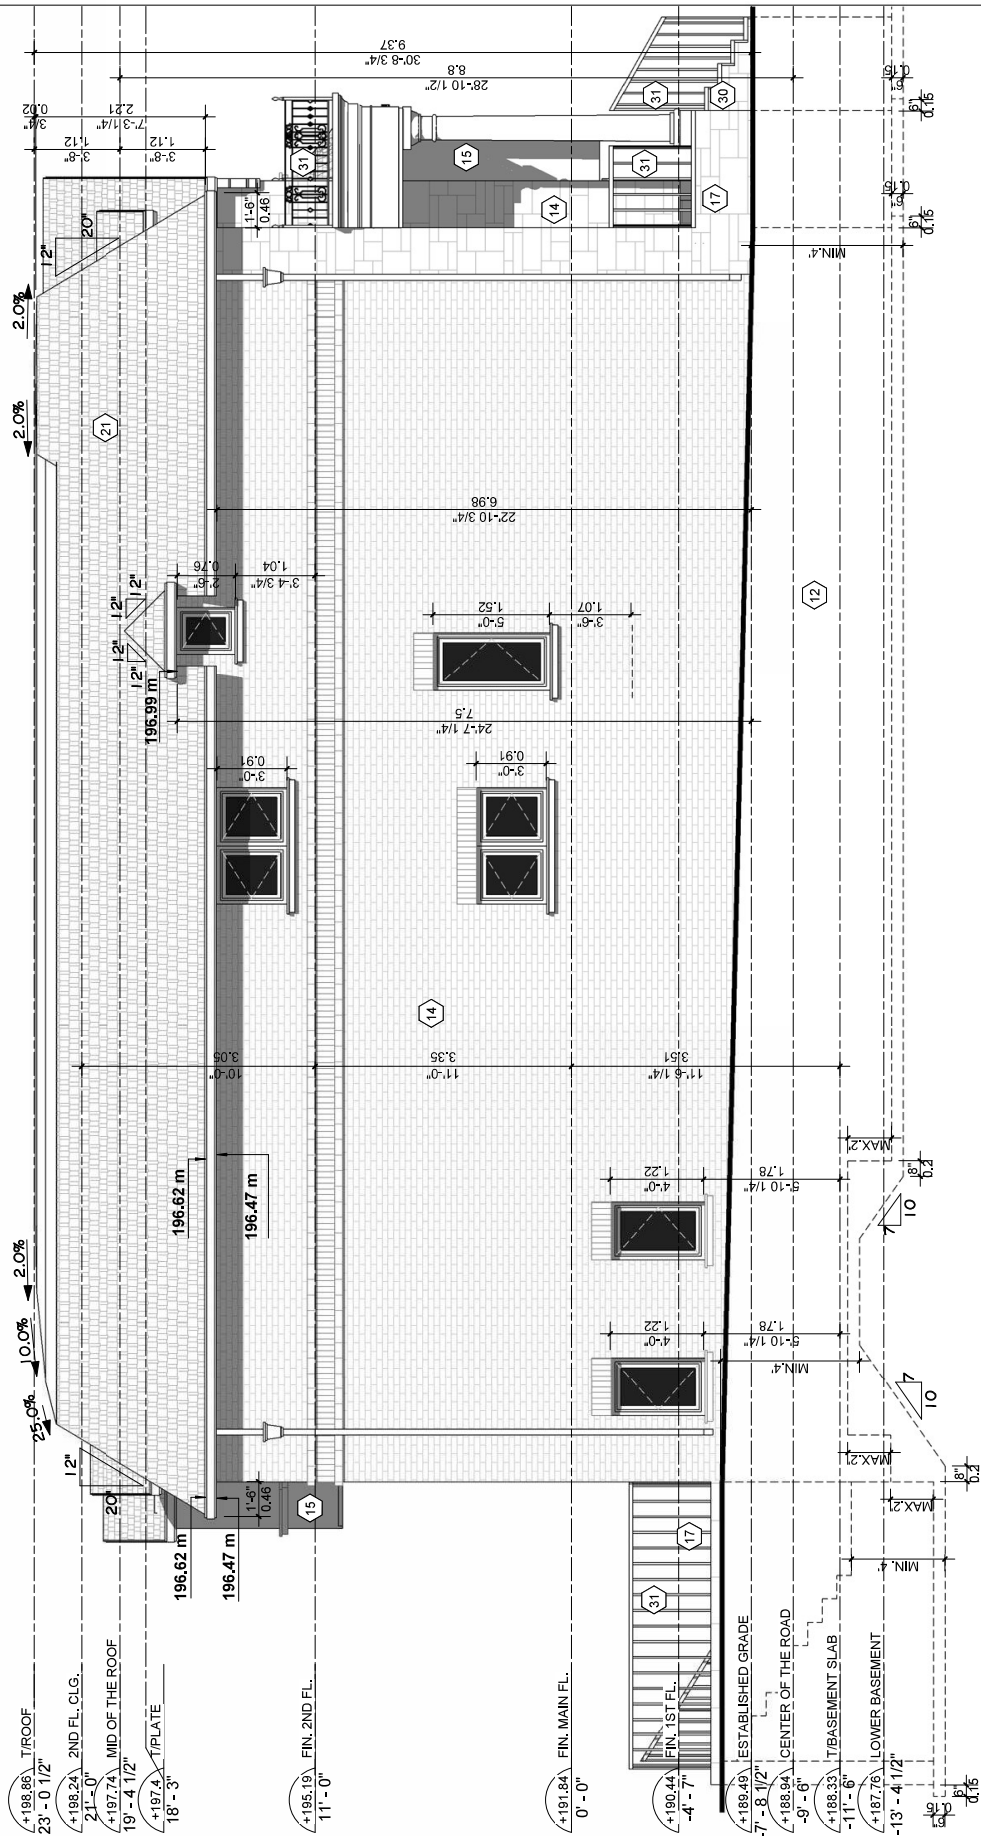 +198.86 T/ROOF
23' - 0 1/2"
+198.24 2ND FL. CLG.
21' - 0"
+197.74 MID OF THE ROOF
19' - 4 1/2"
+197.4 T/PLATE
18' - 3"
+195.19 FIN. 2ND FL.
11' - 0"
+191.84 FIN. MAIN FL.
0' - 0"
+190.44 FIN. 1ST FL.
-4' - 7"
+189.49 ESTABLISHED GRADE
-7' - 8 1/2"
+188.94 CENTER OF THE ROAD
-9' - 6"
+188.33 T/BASEMENT SLAB
-11' - 6"
+187.76 LOWER BASEMENT
-13' - 4 1/2"
25.0%
10.0%
2.0%
2.0%
2.0%
12"
20"
12"
20"
12"
12"
12"
12"
196.62 m
196.47 m
196.62 m
196.47 m
196.99 m
1'-6"
0.46
1'-6"
0.46
3/4"
0.02
7'-3 1/4"
2.21
3'-8"
1.12
3'-8"
1.12
30'-8 3/4"
9.37
28'-10 1/2"
8.8
22'-10 3/4"
6.98
24'-7 1/4"
7.5
2'-6"
0.76
3'-4 3/4"
1.04
5'-0"
1.52
3'-6"
1.07
3'-0"
0.91
3'-0"
0.91
10'-0"
3.05
11'-0"
3.35
11'-6 1/4"
3.51
4'-0"
1.22
5'-10 1/4"
1.78
4'-0"
1.22
5'-10 1/4"
1.78
15
17
31
14
21
12
31
15
14
31
17
31
30
MIN.4'
MIN.4'
MIN.4'
MAX.2'
MAX.2'
MAX.2'
7
10
7
10
8"
0.2
8"
0.2
6"
0.15
6"
0.15
6"
0.15
6"
0.15
6"
0.15
6"
0.15